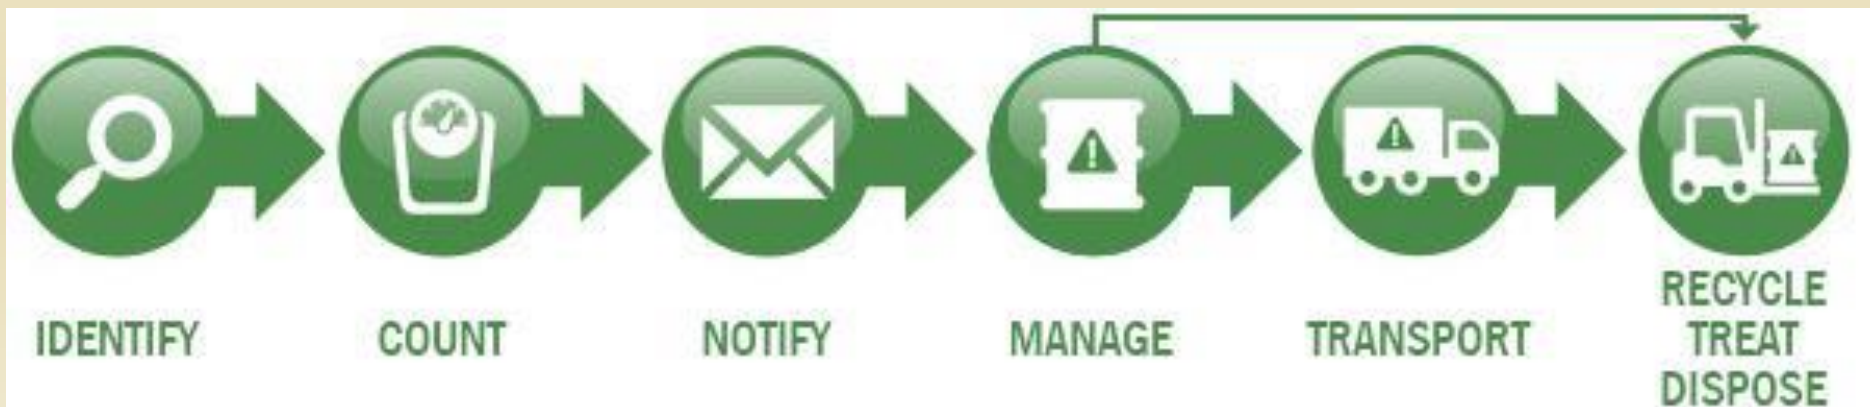 IDENTIFY
COUNT
NOTIFY
MANAGE
TRANSPORT
RECYCLE
TREAT
DISPOSE